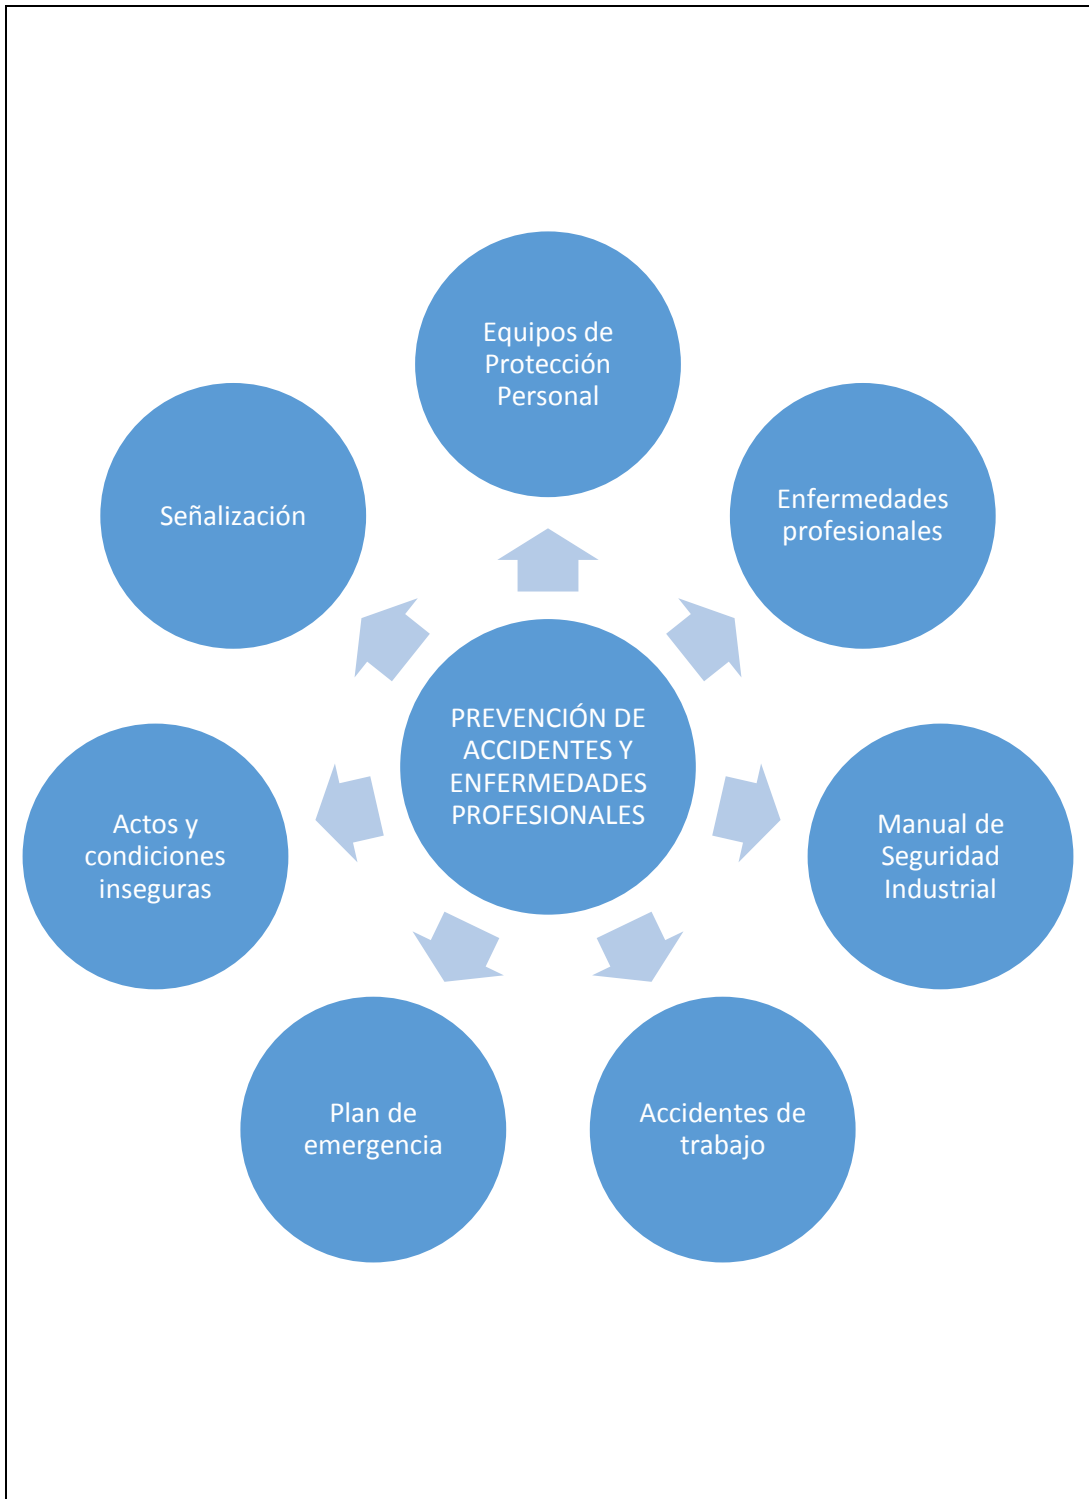 Equipos de
Protección
Personal
Enfermedades
profesionales
Señalización
PREVENCIÓN DE
ACCIDENTES Y
ENFERMEDADES
PROFESIONALES
Manual de
Seguridad
Industrial
Actos y
condiciones
inseguras
Accidentes de
trabajo
Plan de
emergencia